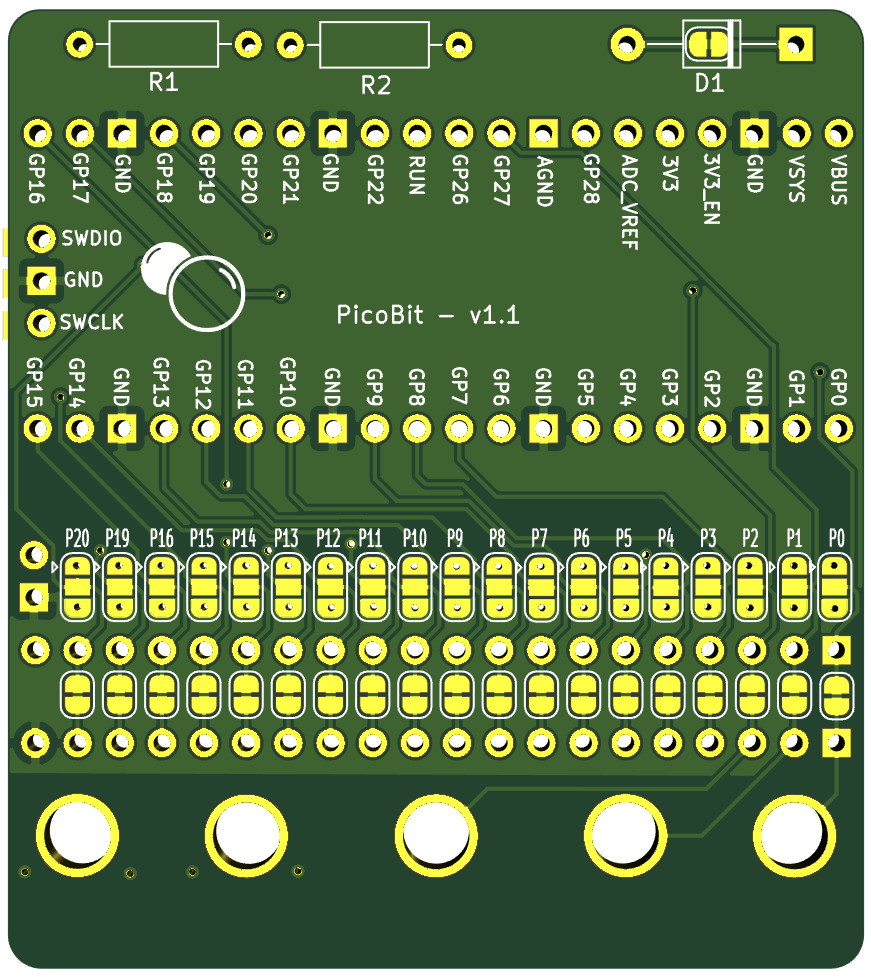 R1 R2 D1
GP16 GP17 GND GP18 GP19 GP20 GP21 GND GP22 RUN GP26 GP27 AGND GP28 ADC_VREF 3V3 3V3_EN GND VSYS VBUS
SWDIO
GND
PicoBit - v1.1
SWCLK
GP15 GP14 GND GP13 GP12 GP11 GP10 GND GP9 GP8 GP7 GP6 GND GP5 GP4 GP3 GP2 GND GP1 GP0
P20 P19 P16 P15 P14 P13 P12 P11 P10 P9 P8 P7 P6 P5 P4 P3 P2 P1 P0